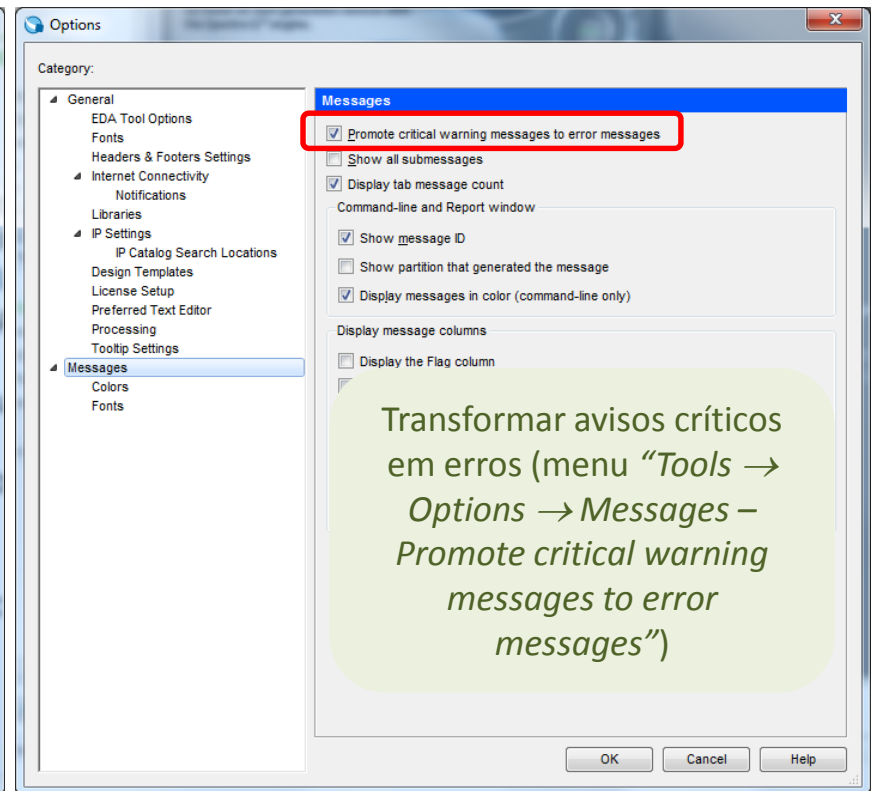 Options
Category:
General
EDA Tool Options
Fonts
Headers & Footers Settings
Internet Connectivity
Notifications
Libraries
IP Settings
IP Catalog Search Locations
Design Templates
License Setup
Preferred Text Editor
Processing
Tooltip Settings
Messages
Colors
Fonts
Messages
Promote critical warning messages to error messages
Show all submessages
Display tab message count
Command-line and Report window
Show message ID
Show partition that generated the message
Display messages in color (command-line only)
Display message columns
Display the Flag column
Transformar avisos críticos
em erros (menu “Tools →
Options → Messages –
Promote critical warning
messages to error
messages”)
OK
Cancel
Help